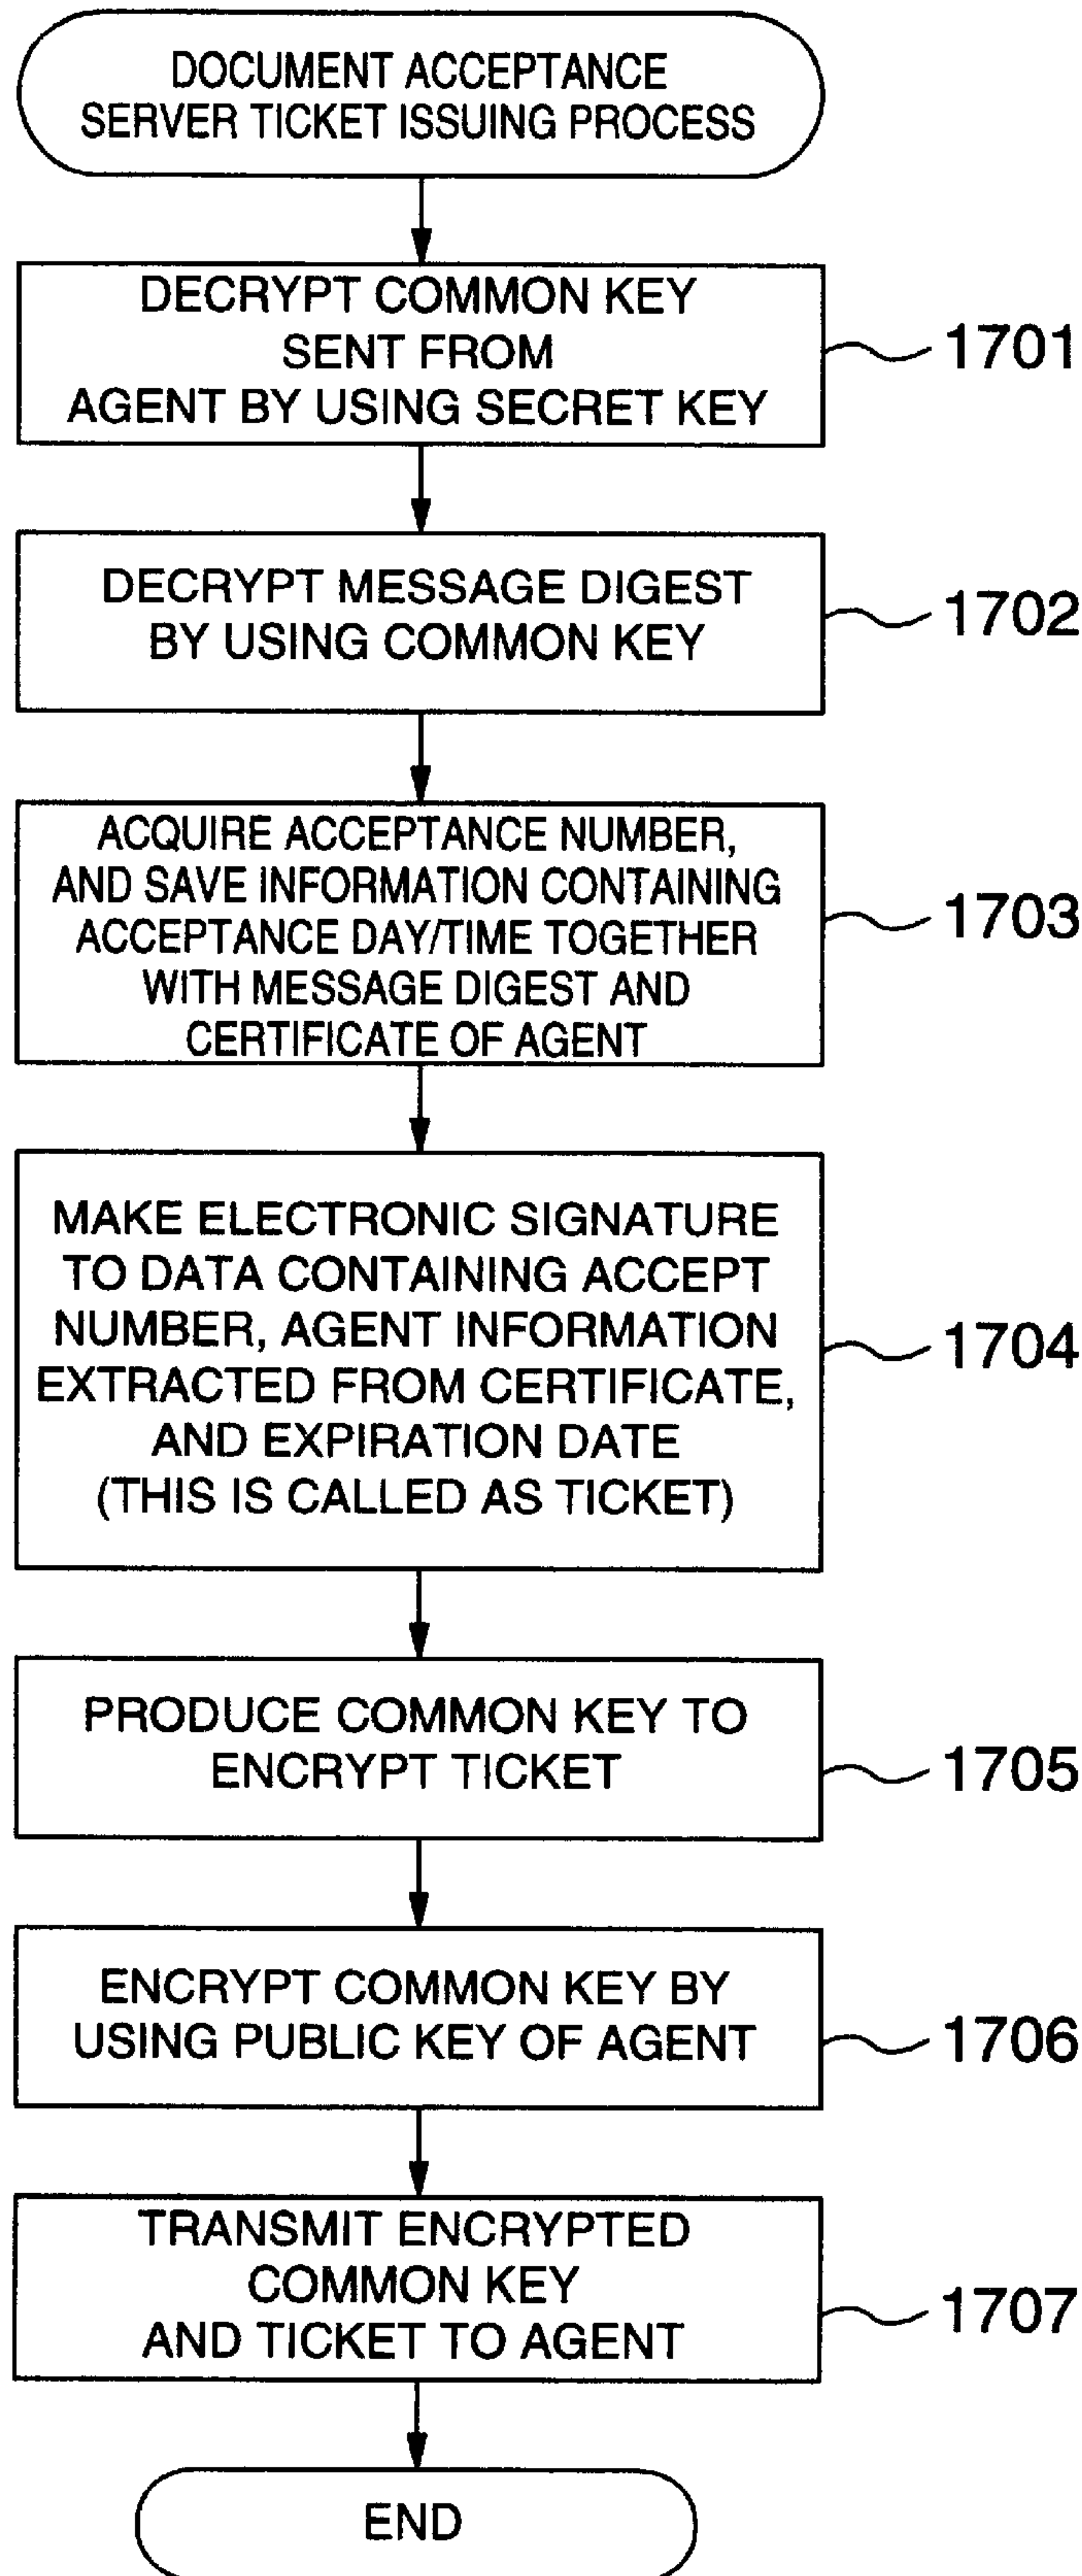 DOCUMENT ACCEPTANCE
SERVER TICKET ISSUING PROCESS
DECRYPT COMMON KEY
SENT FROM
AGENT BY USING SECRET KEY
1701
DECRYPT MESSAGE DIGEST
BY USING COMMON KEY
1702
ACQUIRE ACCEPTANCE NUMBER,
AND SAVE INFORMATION CONTAINING
ACCEPTANCE DAY/TIME TOGETHER
WITH MESSAGE DIGEST AND
CERTIFICATE OF AGENT
1703
MAKE ELECTRONIC SIGNATURE
TO DATA CONTAINING ACCEPT
NUMBER, AGENT INFORMATION
EXTRACTED FROM CERTIFICATE,
AND EXPIRATION DATE
(THIS IS CALLED AS TICKET)
1704
PRODUCE COMMON KEY TO
ENCRYPT TICKET
1705
ENCRYPT COMMON KEY BY
USING PUBLIC KEY OF AGENT
1706
TRANSMIT ENCRYPTED
COMMON KEY
AND TICKET TO AGENT
1707
END